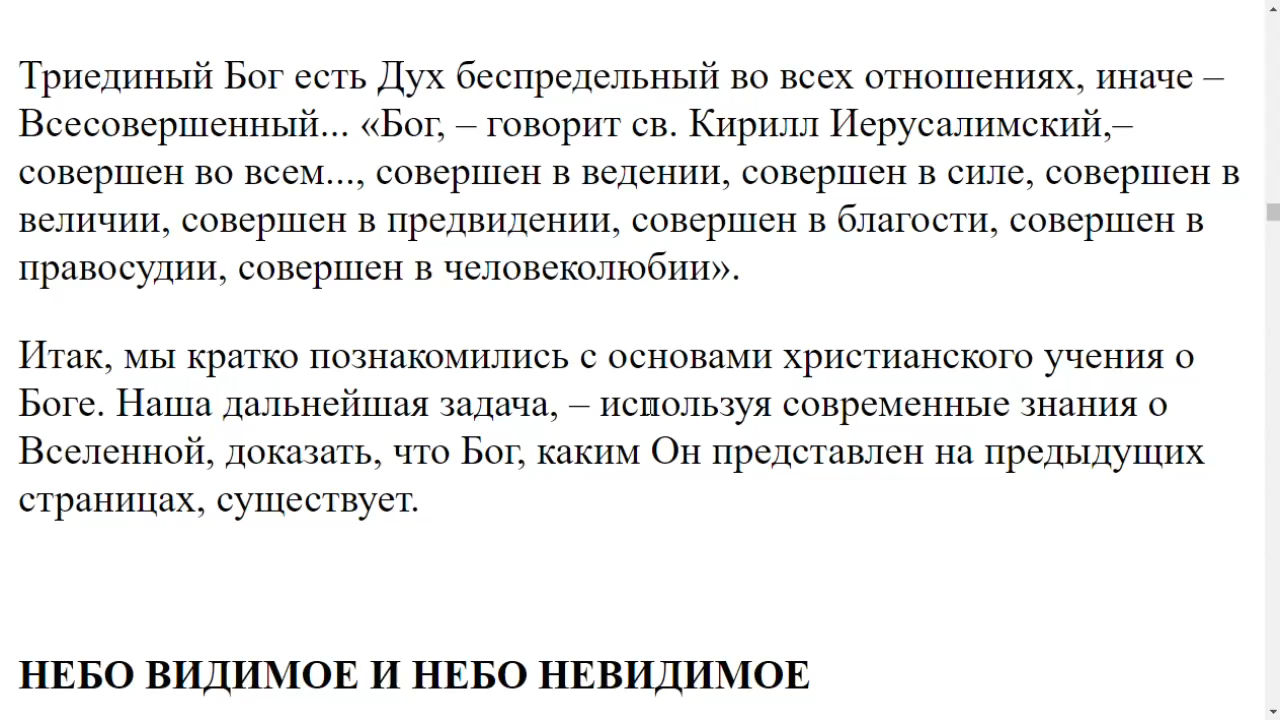 Триединый Бог есть Дух беспредельный во всех отношениях, иначе –
Всесовершенный... «Бог, – говорит св. Кирилл Иерусалимский,–
совершен во всем..., совершен в ведении, совершен в силе, совершен в
величии, совершен в предвидении, совершен в благости, совершен в
правосудии, совершен в человеколюбии».
Итак, мы кратко познакомились с основами христианского учения о
Боге. Наша дальнейшая задача, – используя современные знания о
Вселенной, доказать, что Бог, каким Он представлен на предыдущих
страницах, существует.
НЕБО ВИДИМОЕ И НЕБО НЕВИДИМОЕ